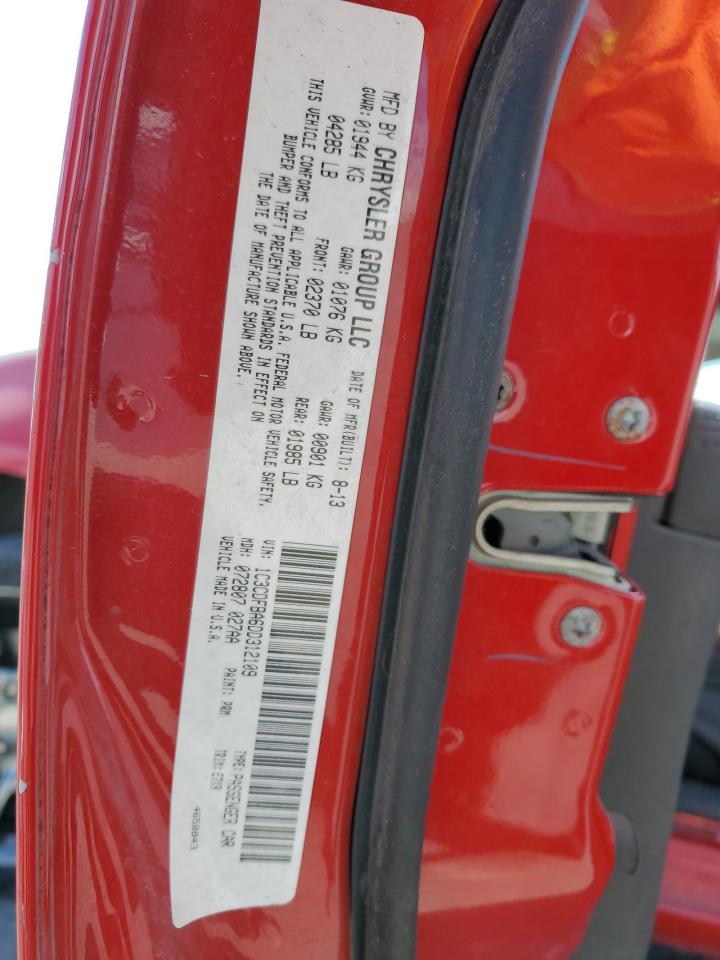 MFD BY CHRYSLER GROUP LLC DATE OF MFR(BUILT): 8-13
GVWR: 01944 KG GAWR: 01076 KG GAWR: 00901 KG
04285 LB FRONT: 02370 LB REAR: 01985 LB
THIS VEHICLE CONFORMS TO ALL APPLICABLE U.S.A. FEDERAL MOTOR VEHICLE SAFETY,
BUMPER AND THEFT PREVENTION STANDARDS IN EFFECT ON
THE DATE OF MANUFACTURE SHOWN ABOVE.
VIN: 1C3CDFBA6DD312109 TYPE: PASSENGER CAR
MDH: 072807 027AA PAINT: PRM TRIM: E7X9
VEHICLE MADE IN U.S.A. 4658843